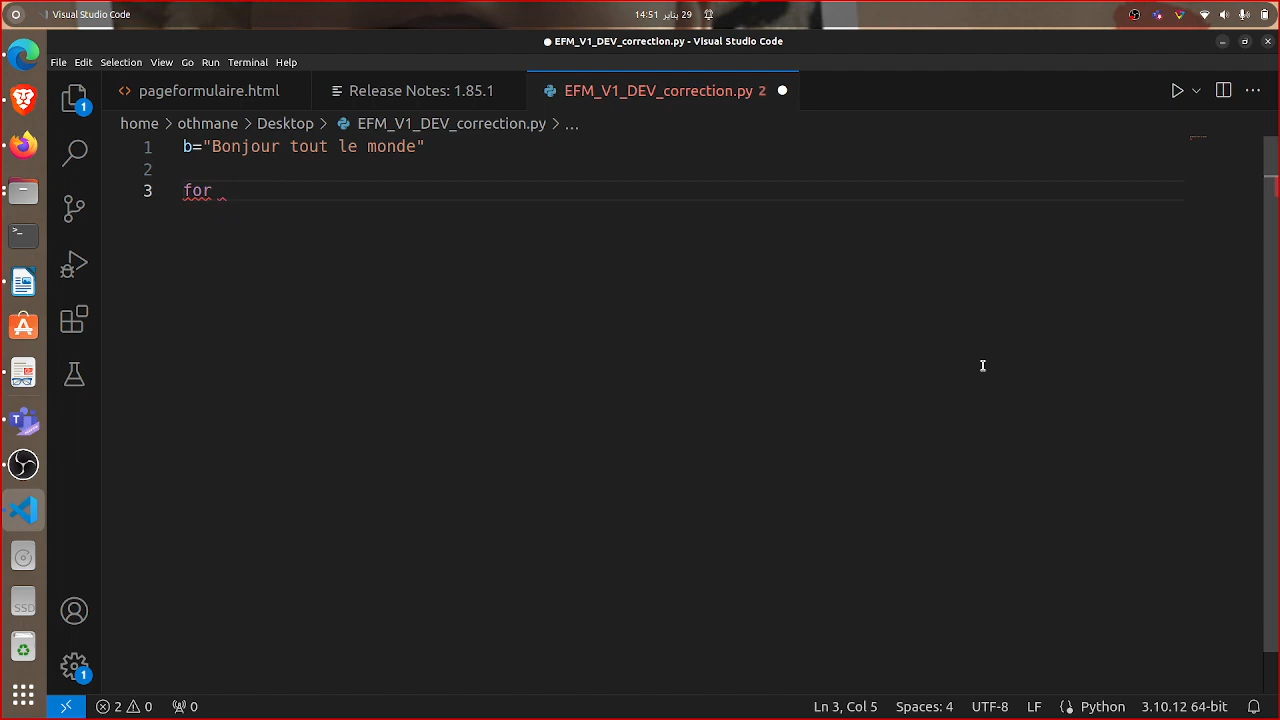 Visual Studio Code
29 يناير 14:51
EFM_V1_DEV_correction.py - Visual Studio Code
File Edit Selection View Go Run Terminal Help
pageformulaire.html
Release Notes: 1.85.1
EFM_V1_DEV_correction.py 2
home > othmane > Desktop > EFM_V1_DEV_correction.py > ...
1 b="Bonjour tout le monde"
2
3 for
1
>_
T
SSD
1
2 0 0
Ln 3, Col 5 Spaces: 4 UTF-8 LF Python 3.10.12 64-bit